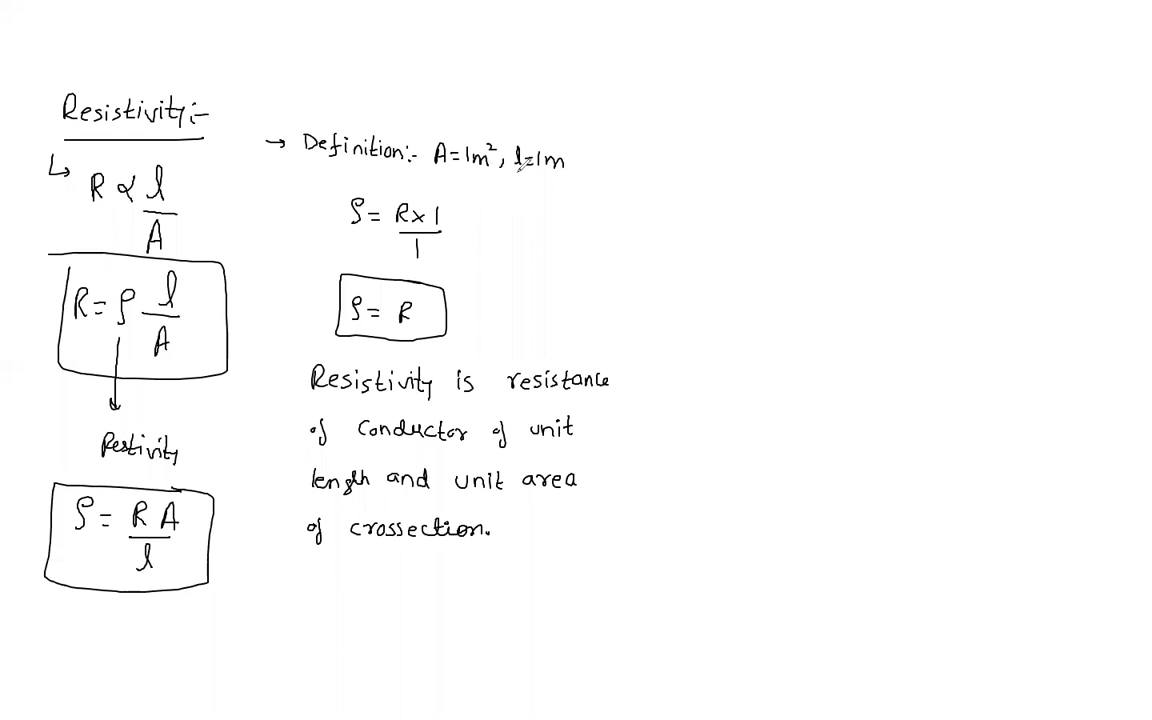 Resistivity:-
↳ R ∝ l/A
R = ρ l/A
Restivity
ρ = RA/l
→ Definition:- A=1m², l=1m
ρ = R×1/1
ρ = R
Resistivity is resistance
of conductor of unit
length and unit area
of crossection.